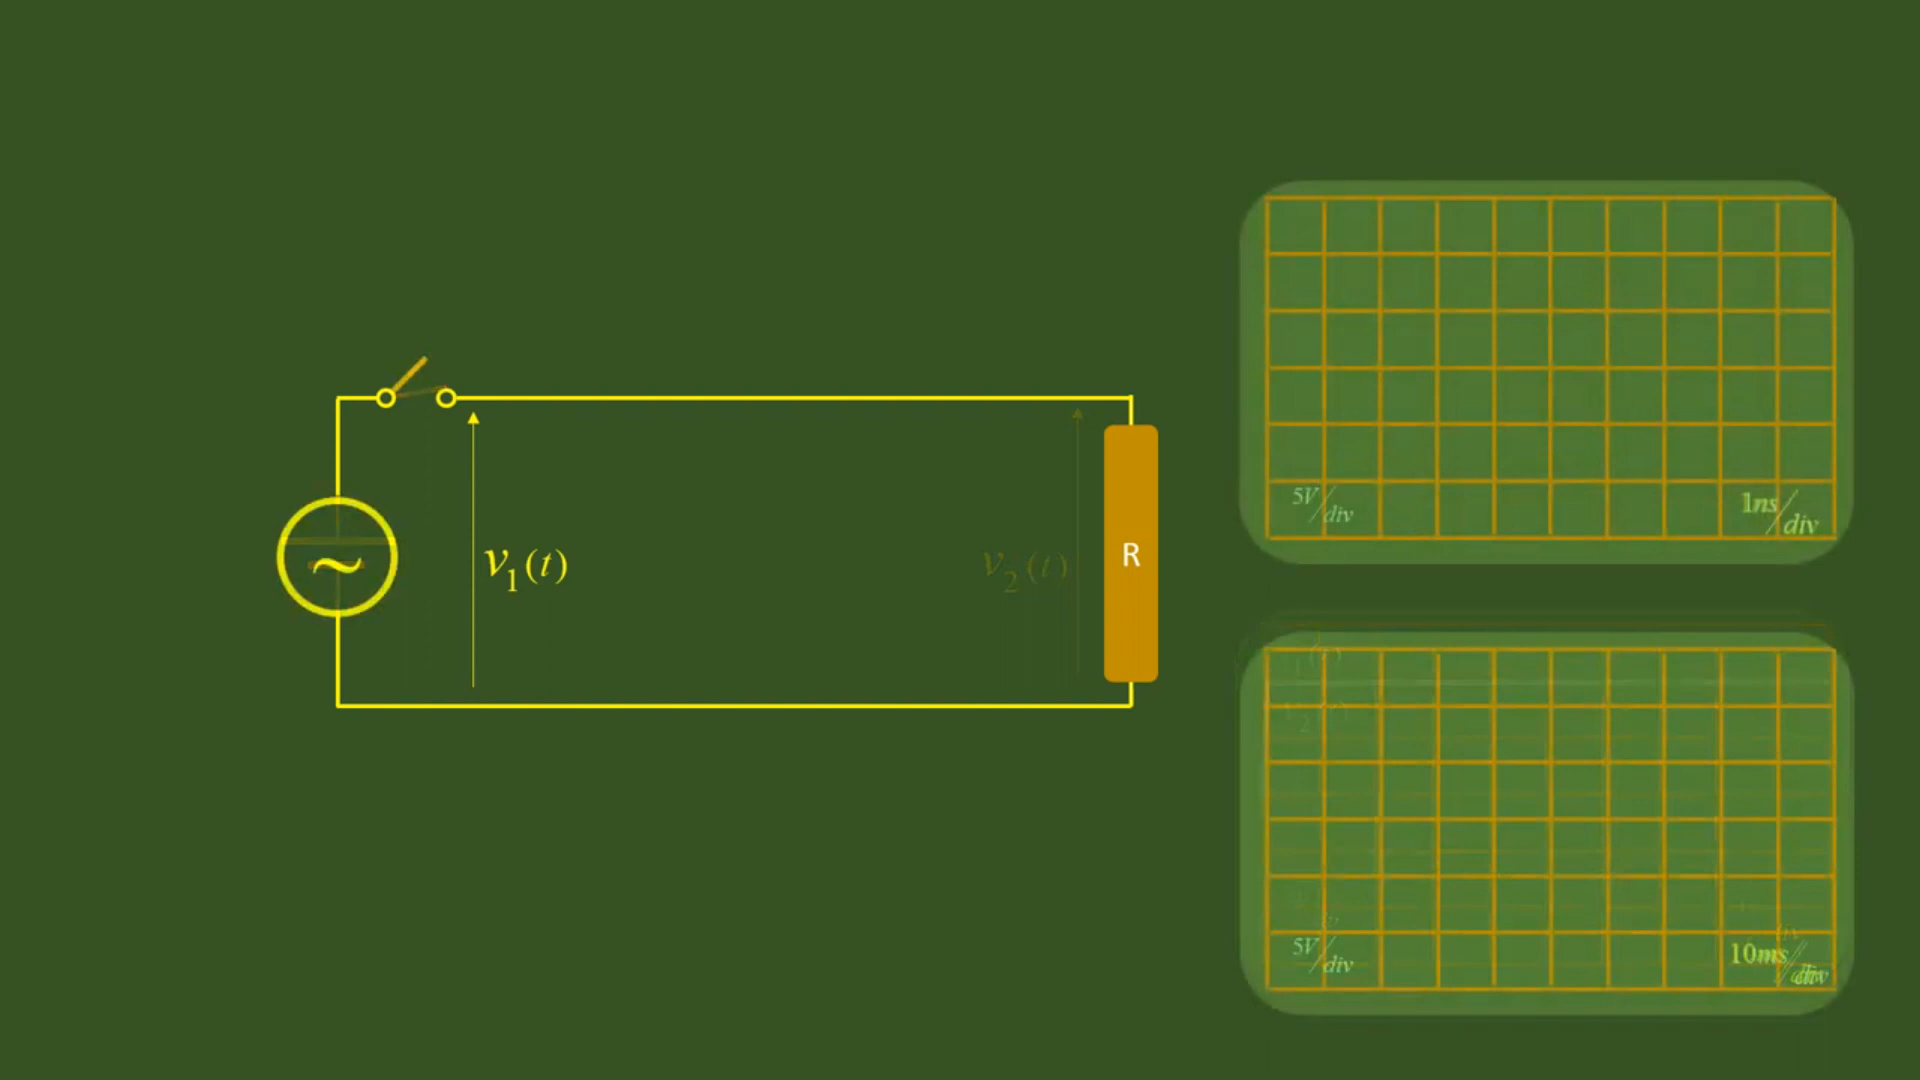 v₁(t)
v₂(t)
R
5V/div
1ns/div
5V/div
10ms/div